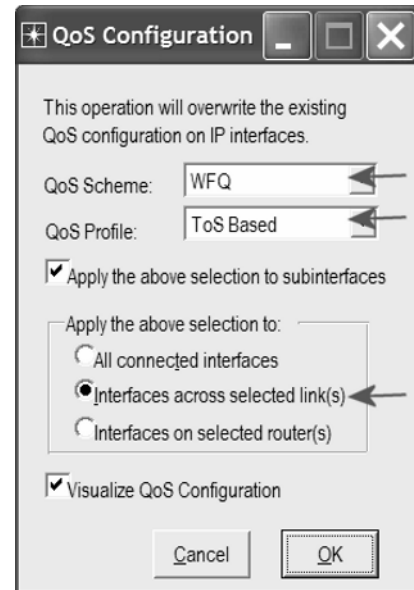 QoS Configuration
This operation will overwrite the existing
QoS configuration on IP interfaces.
QoS Scheme: WFQ
QoS Profile: ToS Based
Apply the above selection to subinterfaces
Apply the above selection to:
All connected interfaces
Interfaces across selected link(s)
Interfaces on selected router(s)
Visualize QoS Configuration
Cancel OK